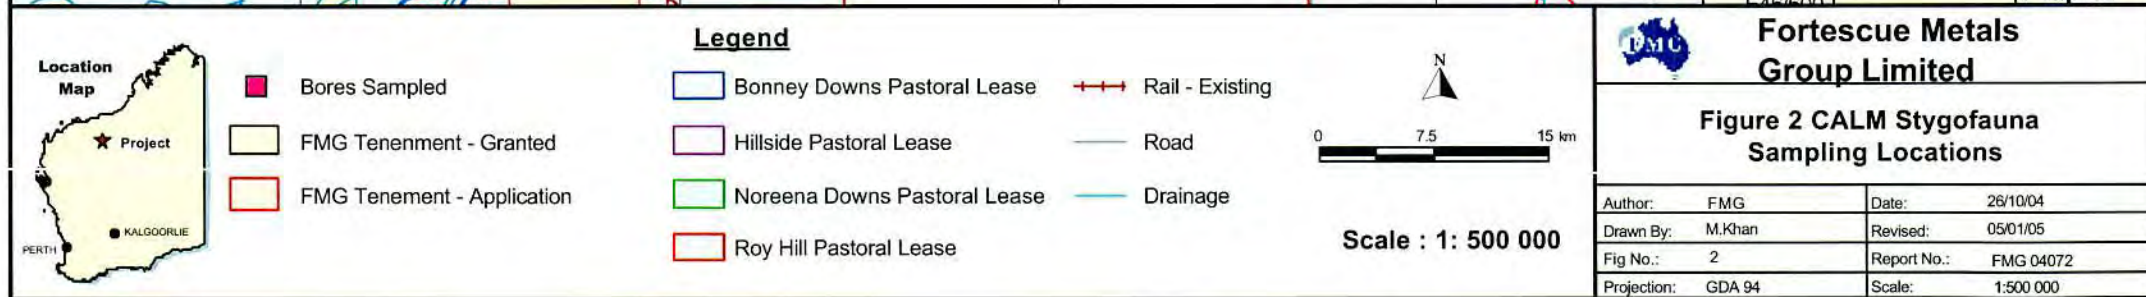 Location
Map
Project
KALGOORLIE
PERTH
Legend
Bores Sampled
FMG Tenenment - Granted
FMG Tenement - Application
Bonney Downs Pastoral Lease
Hillside Pastoral Lease
Noreena Downs Pastoral Lease
Roy Hill Pastoral Lease
Rail - Existing
Road
Drainage
N
0 7.5 15 km
Scale : 1: 500 000
FMG
Fortescue Metals
Group Limited
Figure 2 CALM Stygofauna
Sampling Locations
Author: FMG Date: 26/10/04
Drawn By: M.Khan Revised: 05/01/05
Fig No.: 2 Report No.: FMG 04072
Projection: GDA 94 Scale: 1:500 000